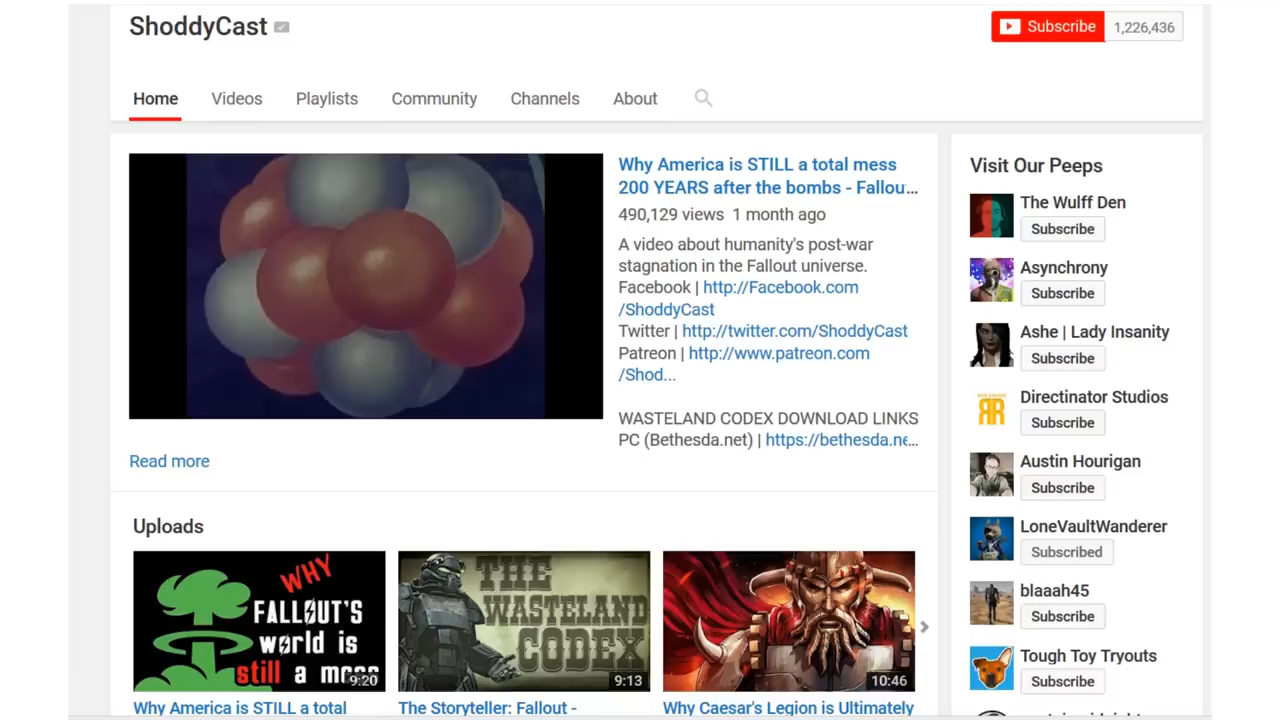 ShoddyCast
Subscribe 1,226,436
Home Videos Playlists Community Channels About
Why America is STILL a total mess
200 YEARS after the bombs - Fallou...
490,129 views 1 month ago
A video about humanity's post-war
stagnation in the Fallout universe.
Facebook | http://Facebook.com
/ShoddyCast
Twitter | http://twitter.com/ShoddyCast
Patreon | http://www.patreon.com
/Shod...
WASTELAND CODEX DOWNLOAD LINKS
PC (Bethesda.net) | https://bethesda.ne...
Read more
Visit Our Peeps
The Wulff Den
Subscribe
Asynchrony
Subscribe
Ashe | Lady Insanity
Subscribe
Directinator Studios
Subscribe
Austin Hourigan
Subscribe
LoneVaultWanderer
Subscribed
blaaah45
Subscribe
Tough Toy Tryouts
Subscribe
Uploads
WHY
FALLOUT'S
world is
still a
9:20
THE
WASTELAND
CODEX
9:13
10:46
Why America is STILL a total
The Storyteller: Fallout -
Why Caesar's Legion is Ultimately